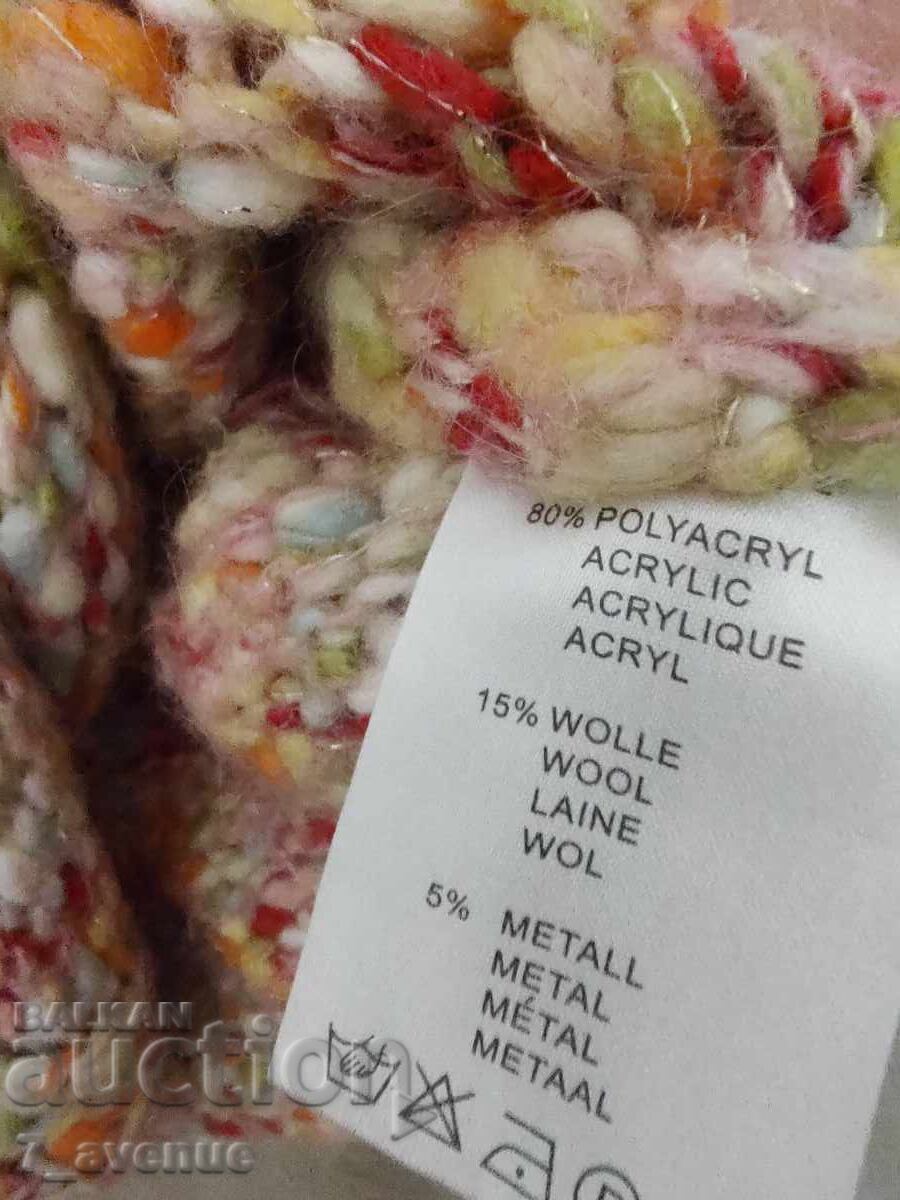 80% POLYACRYL
ACRYLIC
ACRYLIQUE
ACRYL
15% WOLLE
WOOL
LAINE
WOL
5% METALL
METAL
MÉTAL
METAAL
BALKAN
auction
7_avenue